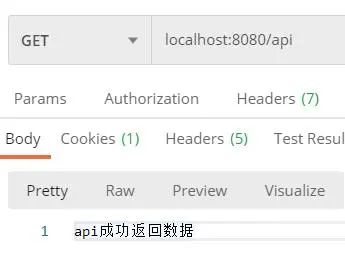 GET localhost:8080/api
Params Authorization Headers (7)
Body Cookies (1) Headers (5) Test Resul
Pretty Raw Preview Visualize
1 api成功返回数据